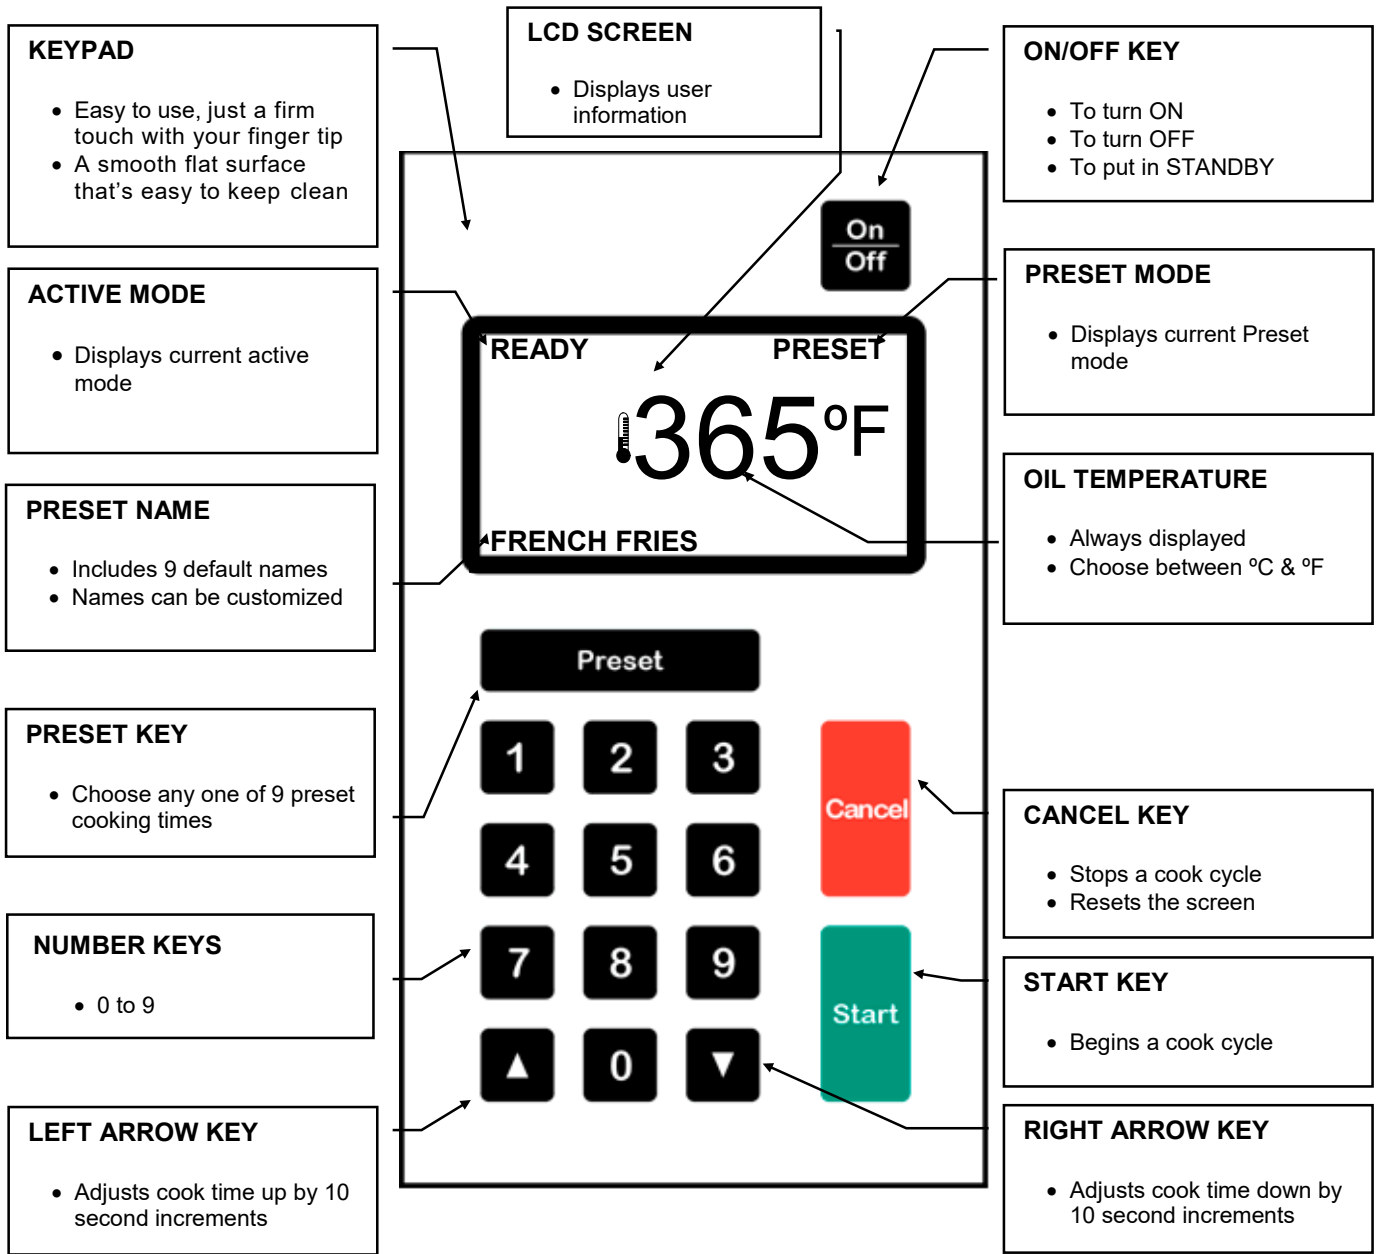 KEYPAD
• Easy to use, just a firm
touch with your finger tip
• A smooth flat surface
that's easy to keep clean
LCD SCREEN
• Displays user
information
ON/OFF KEY
• To turn ON
• To turn OFF
• To put in STANDBY
ACTIVE MODE
• Displays current active
mode
PRESET MODE
• Displays current Preset
mode
PRESET NAME
• Includes 9 default names
• Names can be customized
OIL TEMPERATURE
• Always displayed
• Choose between ºC & ºF
PRESET KEY
• Choose any one of 9 preset
cooking times
CANCEL KEY
• Stops a cook cycle
• Resets the screen
NUMBER KEYS
• 0 to 9
START KEY
• Begins a cook cycle
LEFT ARROW KEY
• Adjusts cook time up by 10
second increments
RIGHT ARROW KEY
• Adjusts cook time down by
10 second increments
On
Off
READY PRESET
365ºF
FRENCH FRIES
Preset
1 2 3
Cancel
4 5 6
7 8 9
Start
▲ 0 ▼